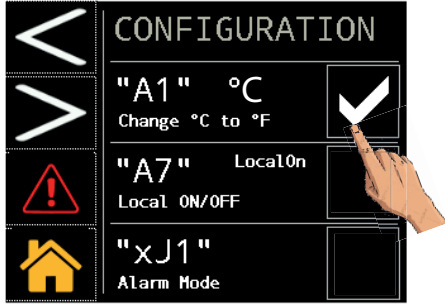 CONFIGURATION
"A1" °C
Change °C to °F
"A7" LocalOn
Local ON/OFF
"xJ1"
Alarm Mode